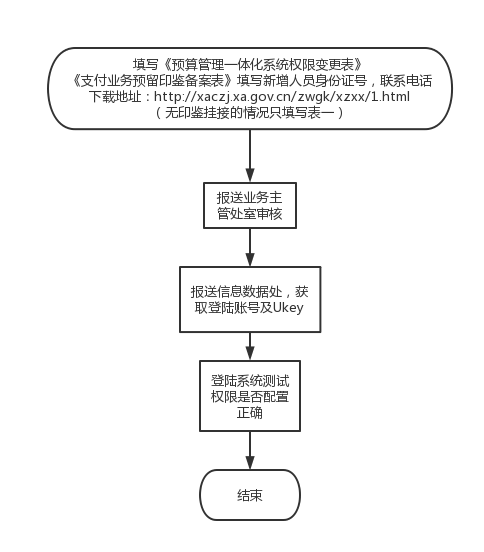 填写《预算管理一体化系统权限变更表》
《支付业务预留印鉴备案表》填写新增人员身份证号，联系电话
下载地址：http://xaczj.xa.gov.cn/zwgk/xzxx/1.html
（无印鉴挂接的情况只填写表一）
报送业务主
管处室审核
报送信息数据处，获
取登陆账号及Ukey
登陆系统测试
权限是否配置
正确
结束